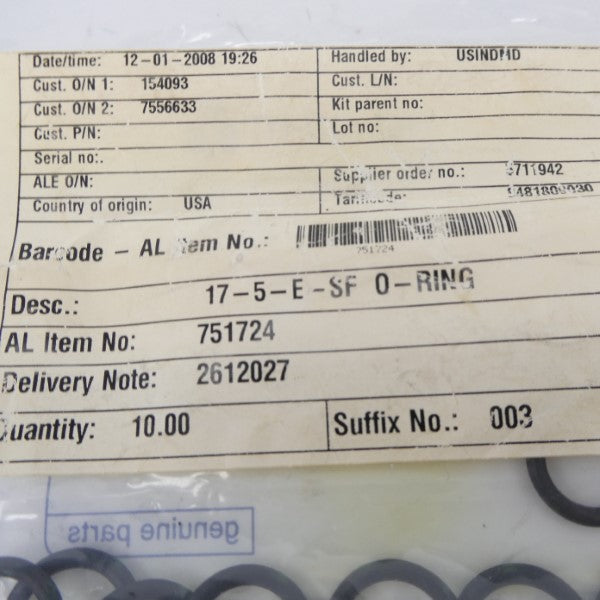 Date/time: 12-01-2008 19:26 Handled by: USINDMD
Cust. O/N 1: 154093 Cust. L/N:
Cust. O/N 2: 7556633 Kit parent no:
Cust. P/N: Lot no:
Serial no:.
ALE O/N: Supplier order no.: 5711942
Country of origin: USA
Barcode - AL Item No.:
751724
Desc.: 17-5-E-SF O-RING
AL Item No: 751724
Delivery Note: 2612027
Quantity: 10.00 Suffix No.: 003
genuine parts